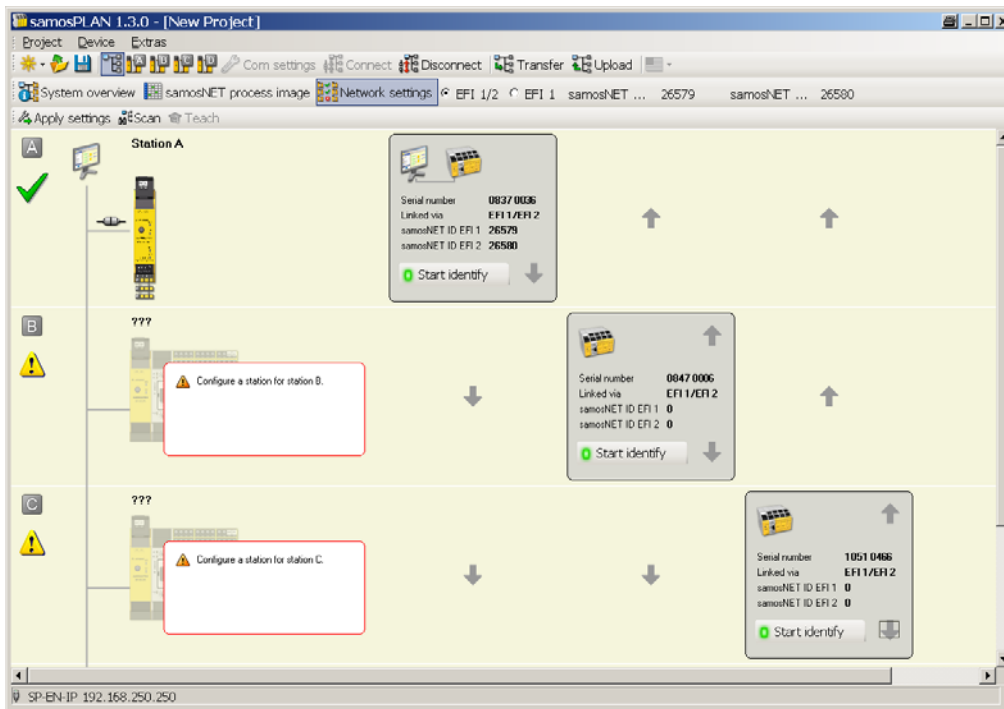 samosPLAN 1.3.0 - [New Project]
Project Device Extras
Com settings Connect Disconnect Transfer Upload
System overview samosNET process image Network settings EFI 1/2 EFI 1 samosNET ... 26579 samosNET ... 26580
Apply settings Scan Teach
A
Station A
Serial number 0837 0036
Linked via EFI 1/EFI 2
samosNET ID EFI 1 26579
samosNET ID EFI 2 26580
Start identify
B
???
Configure a station for station B.
Serial number 0847 0006
Linked via EFI 1/EFI 2
samosNET ID EFI 1 0
samosNET ID EFI 2 0
Start identify
C
???
Configure a station for station C.
Serial number 1051 0466
Linked via EFI 1/EFI 2
samosNET ID EFI 1 0
samosNET ID EFI 2 0
Start identify
SP-EN-IP 192.168.250.250